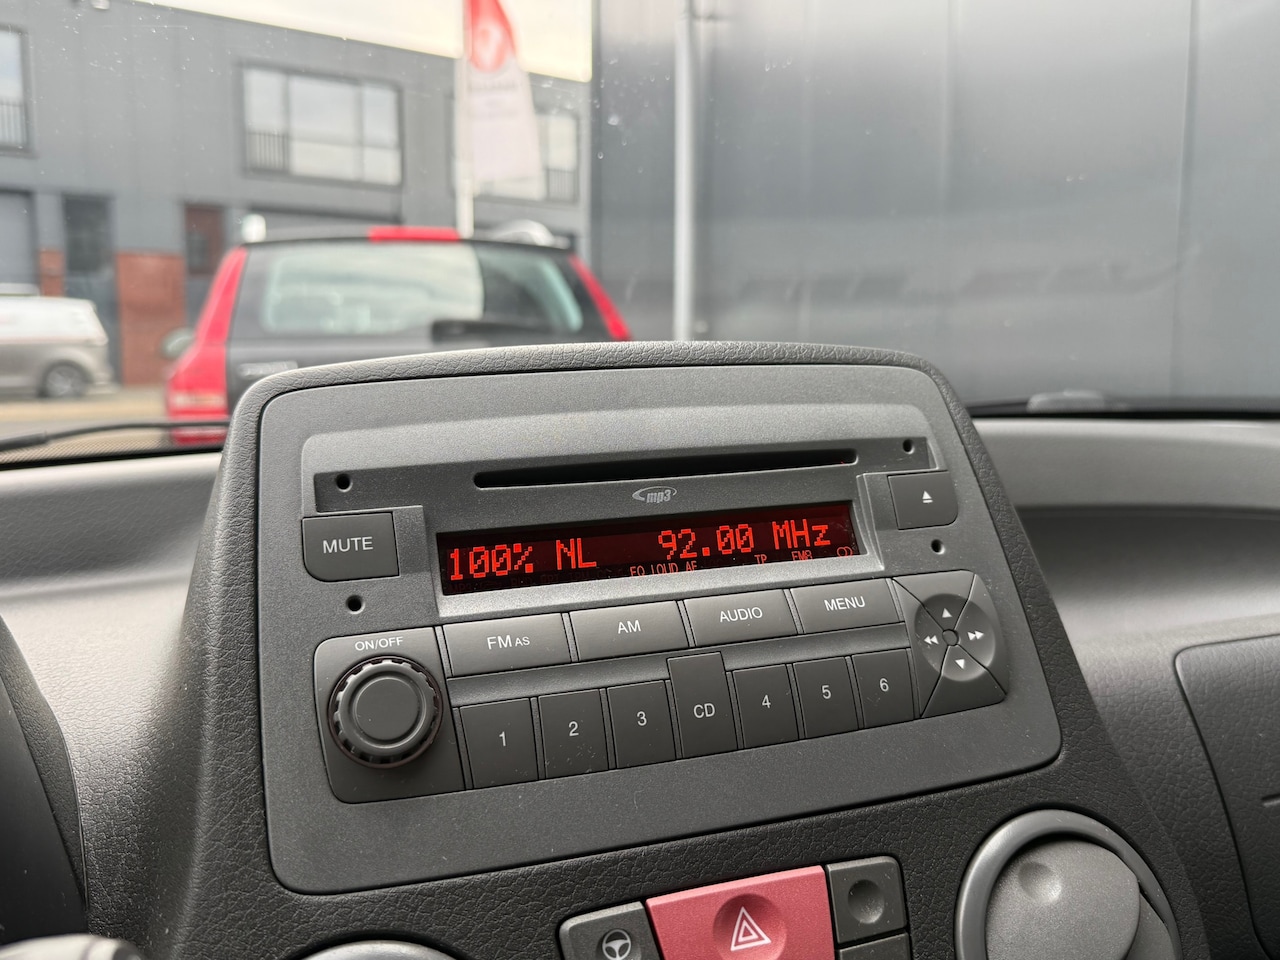 mp3
MUTE
100% NL 92.00 MHz
EQ LOUD AF TP FM8 CD
ON/OFF
FM AS
AM
AUDIO
MENU
1
2
3
CD
4
5
6